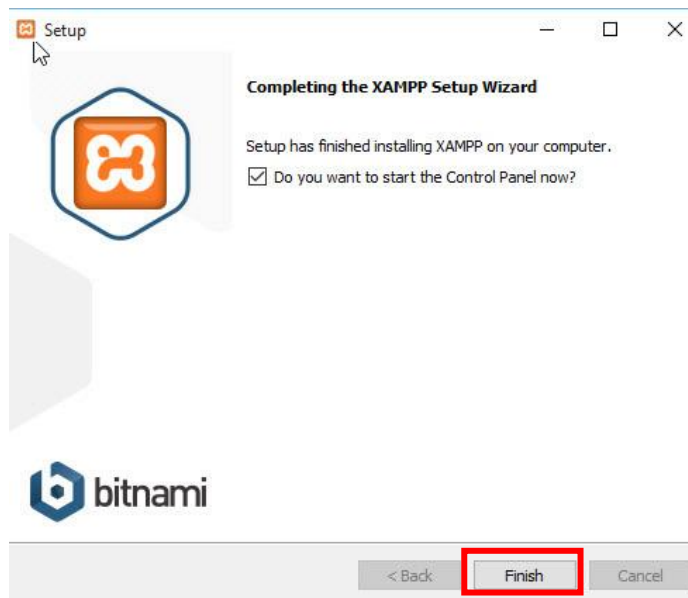 Setup
Completing the XAMPP Setup Wizard
Setup has finished installing XAMPP on your computer.
Do you want to start the Control Panel now?
bitnami
< Back
Finish
Cancel